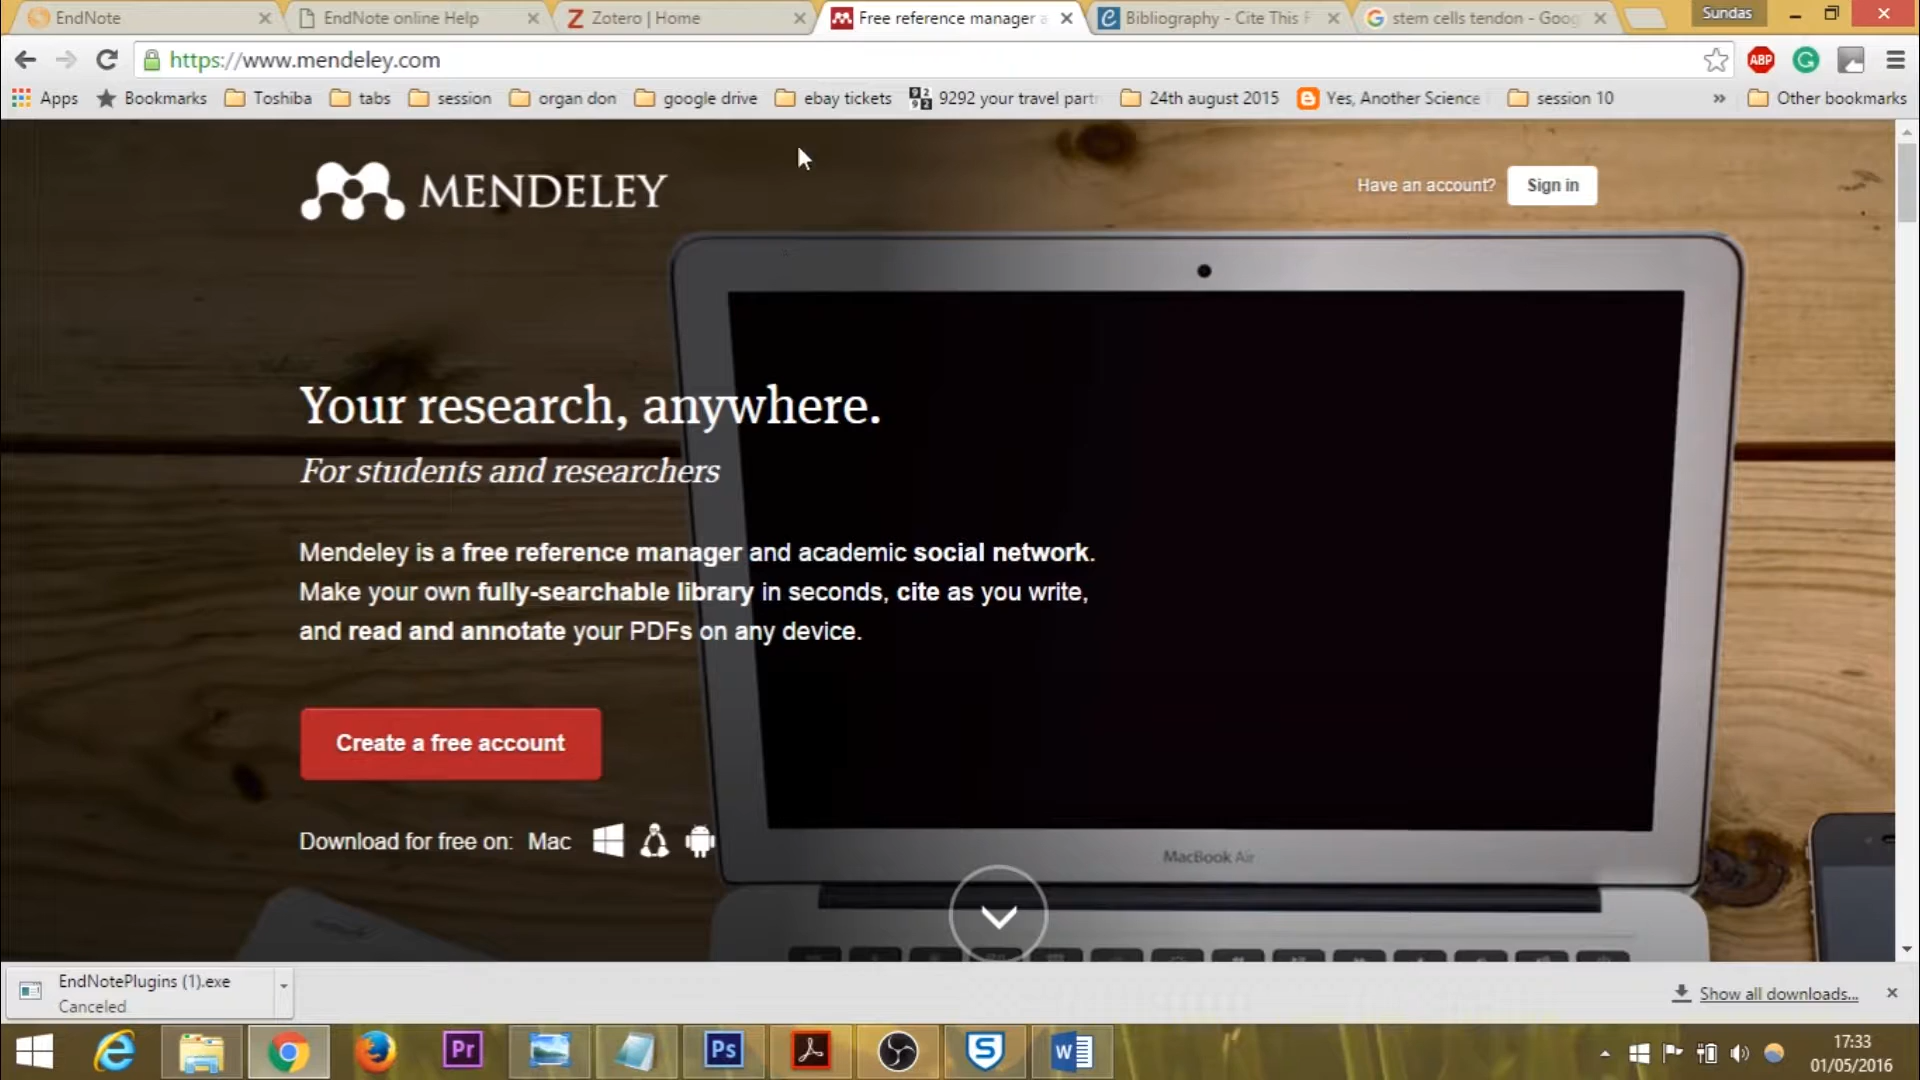 EndNote
EndNote online Help
Zotero | Home
Free reference manager a
Bibliography - Cite This F
stem cells tendon - Goog
Sundas
https://www.mendeley.com
ABP
Apps
Bookmarks
Toshiba
tabs
session
organ don
google drive
ebay tickets
9292 your travel partn
24th august 2015
Yes, Another Science
session 10
»
Other bookmarks
MENDELEY
Have an account?
Sign in
Your research, anywhere.
For students and researchers
Mendeley is a free reference manager and academic social network.
Make your own fully-searchable library in seconds, cite as you write,
and read and annotate your PDFs on any device.
Create a free account
Download for free on: Mac
MacBook Air
EndNotePlugins (1).exe
Canceled
Show all downloads...
Pr
Ps
S
W
17:33
01/05/2016